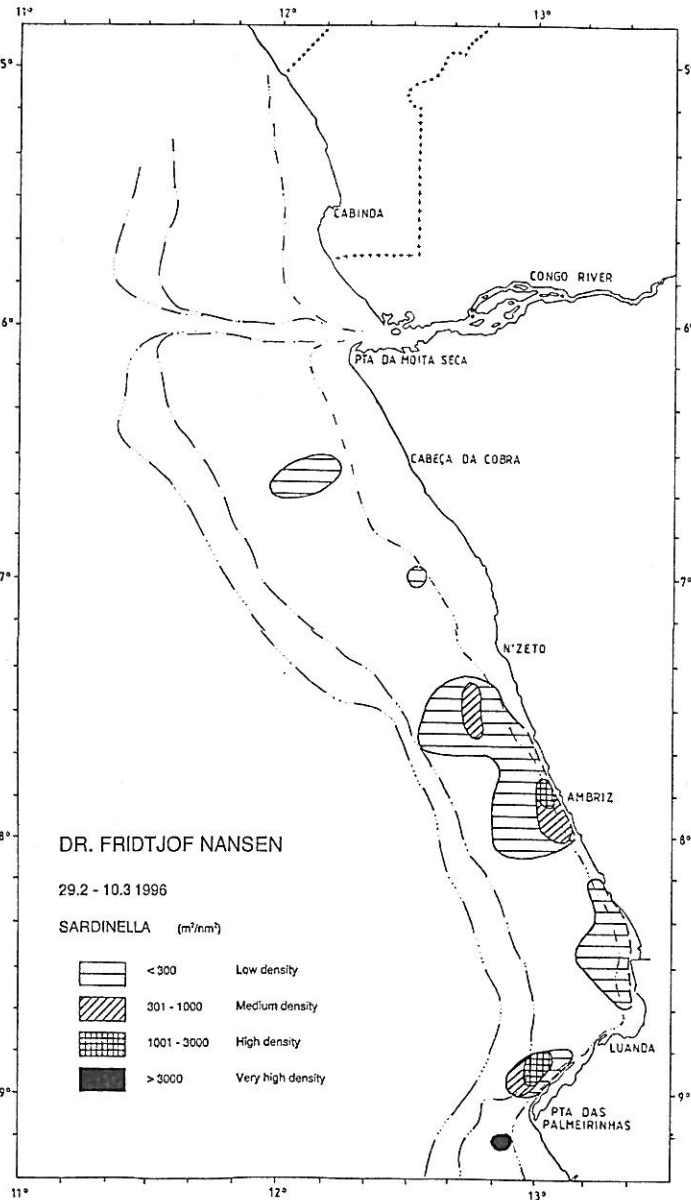 11° 12° 13°
5° 5°
CABINDA
CONGO RIVER
6° 6°
PTA DA MOITA SECA
CABEÇA DA COBRA
7° 7°
N'ZETO
AMBRIZ
8° 8°
DR. FRIDTJOF NANSEN
29.2 - 10.3 1996
SARDINELLA (m²/nm²)
<300 Low density
301 - 1000 Medium density
1001 - 3000 High density
>3000 Very high density
LUANDA
9° 9°
PTA DAS
PALMEIRINHAS
11° 12° 13°